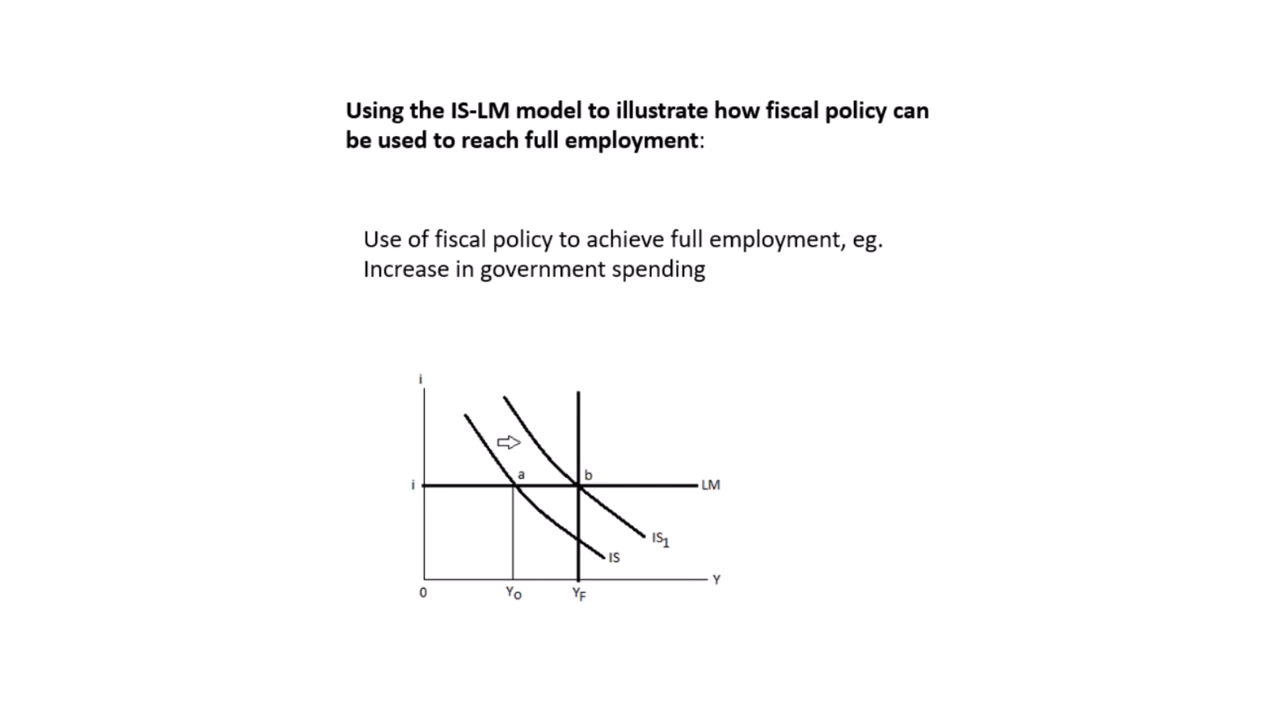 Using the IS-LM model to illustrate how fiscal policy can
be used to reach full employment:
Use of fiscal policy to achieve full employment, eg.
Increase in government spending
i
a
b
i
LM
IS1
IS
Y
0
YO
YF